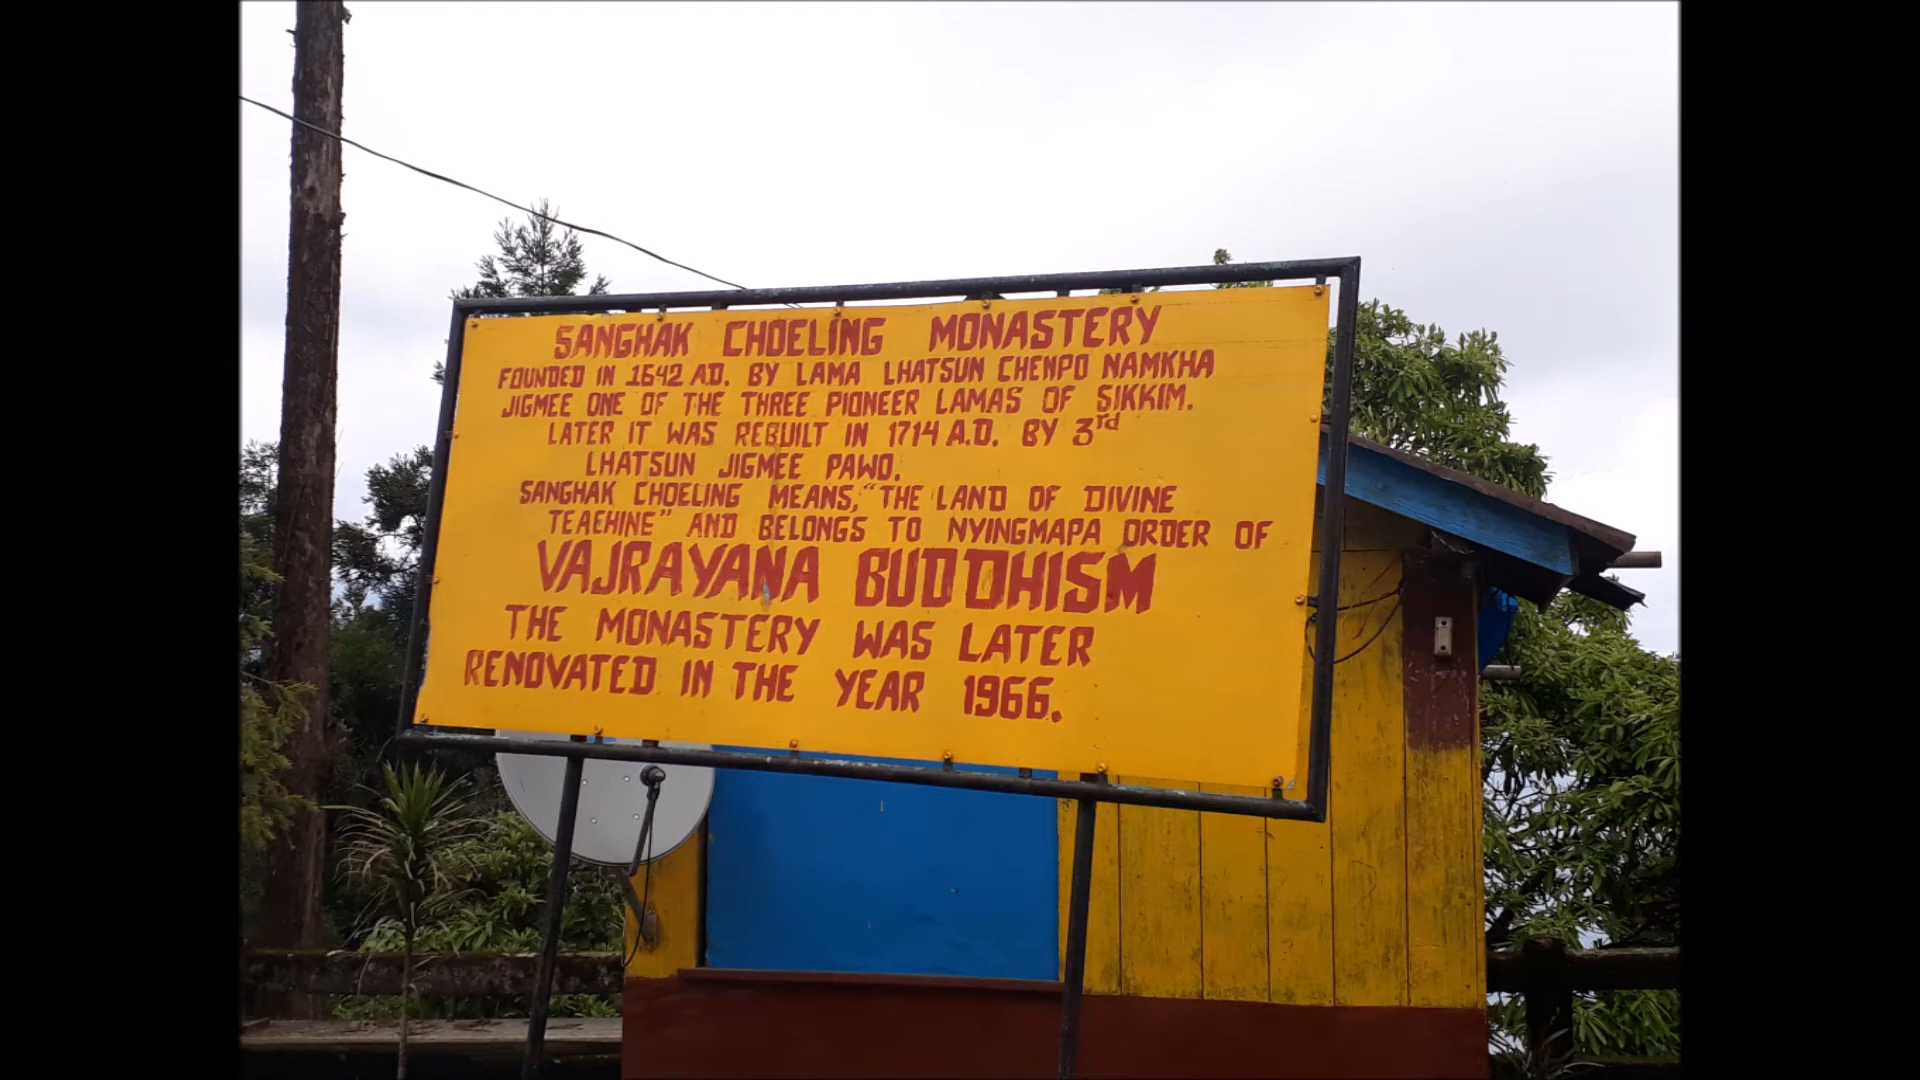 SANGHAK CHOELING MONASTERY
FOUNDED IN 1642 AD. BY LAMA LHATSUN CHENPO NAMKHA
JIGMEE ONE OF THE THREE PIONEER LAMAS OF SIKKIM.
LATER IT WAS REBUILT IN 1714 A.D. BY 3rd
LHATSUN JIGMEE PAWO.
SANGHAK CHOELING MEANS, "THE LAND OF DIVINE
TEAEHINE" AND BELONGS TO NYINGMAPA ORDER OF
VAJRAYANA BUDDHISM
THE MONASTERY WAS LATER
RENOVATED IN THE YEAR 1966.